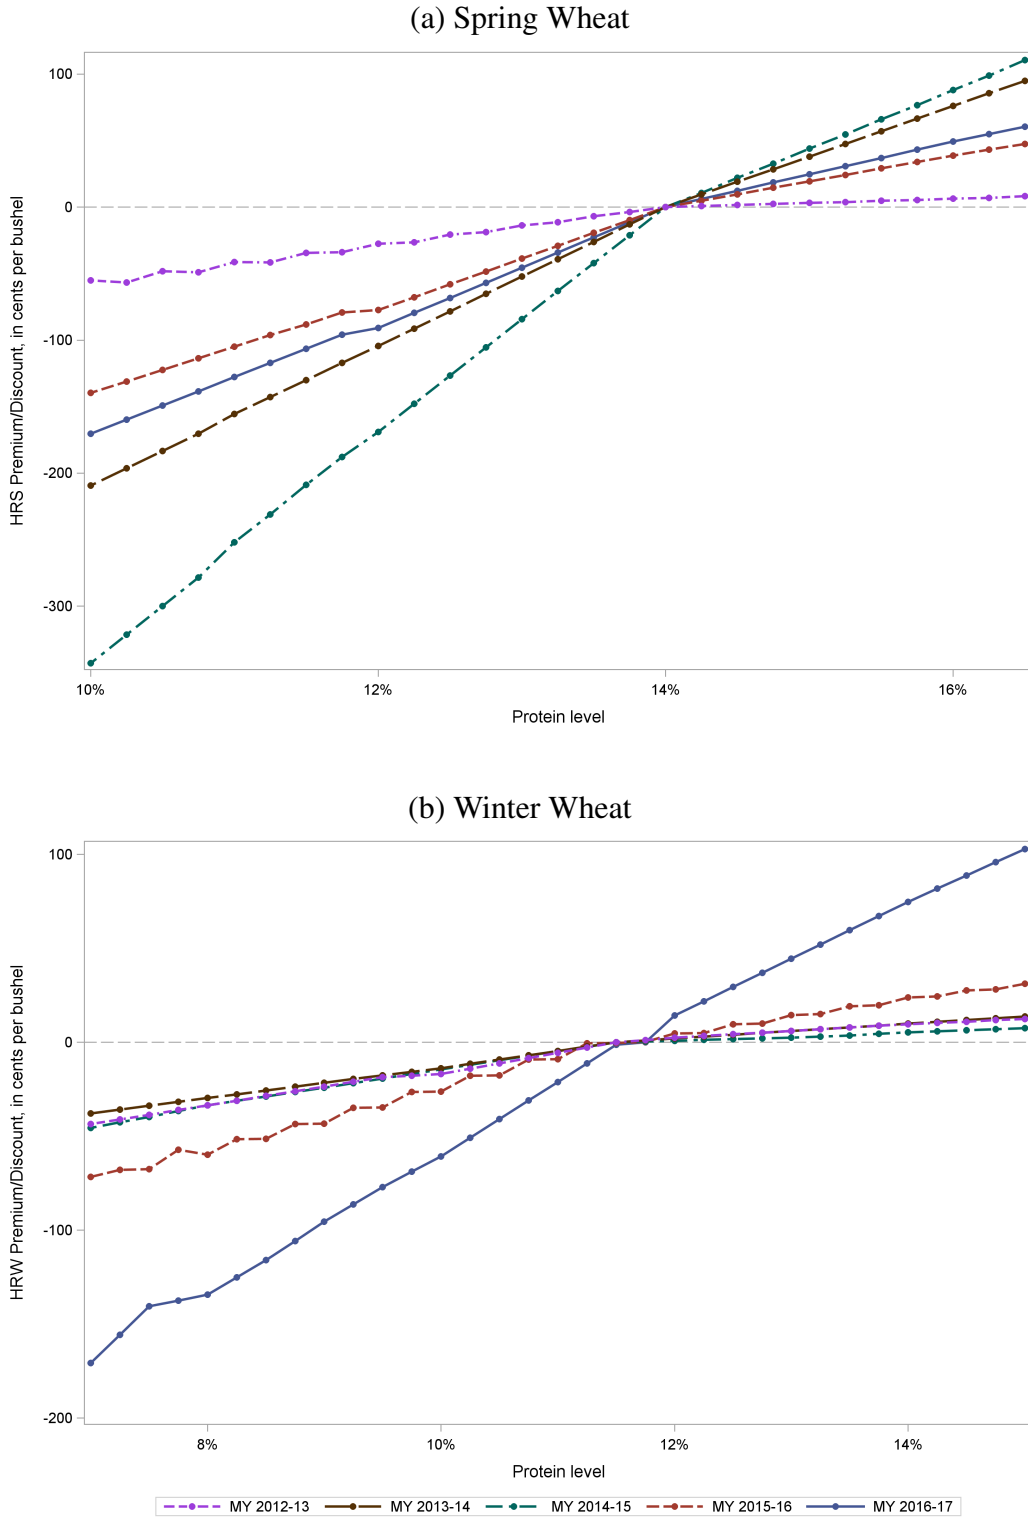 (a) Spring Wheat
100
0
-100
-200
-300
HRS Premium/Discount, in cents per bushel
10% 12% 14% 16%
Protein level
(b) Winter Wheat
100
0
-100
-200
HRW Premium/Discount, in cents per bushel
8% 10% 12% 14%
Protein level
MY 2012-13 MY 2013-14 MY 2014-15 MY 2015-16 MY 2016-17